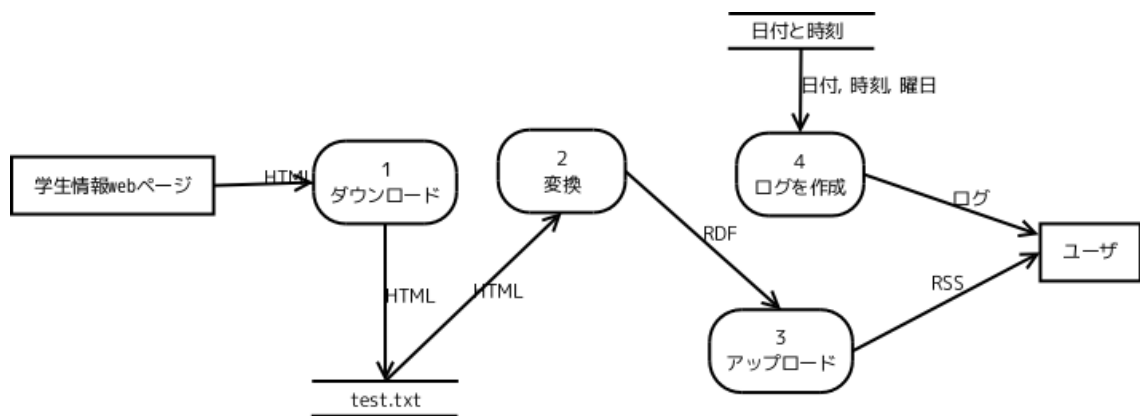 日付と時刻
日付, 時刻, 曜日
学生情報webページ
HTML
1
ダウンロード
2
変換
4
ログを作成
ログ
ユーザ
RDF
RSS
HTML
HTML
3
アップロード
test.txt